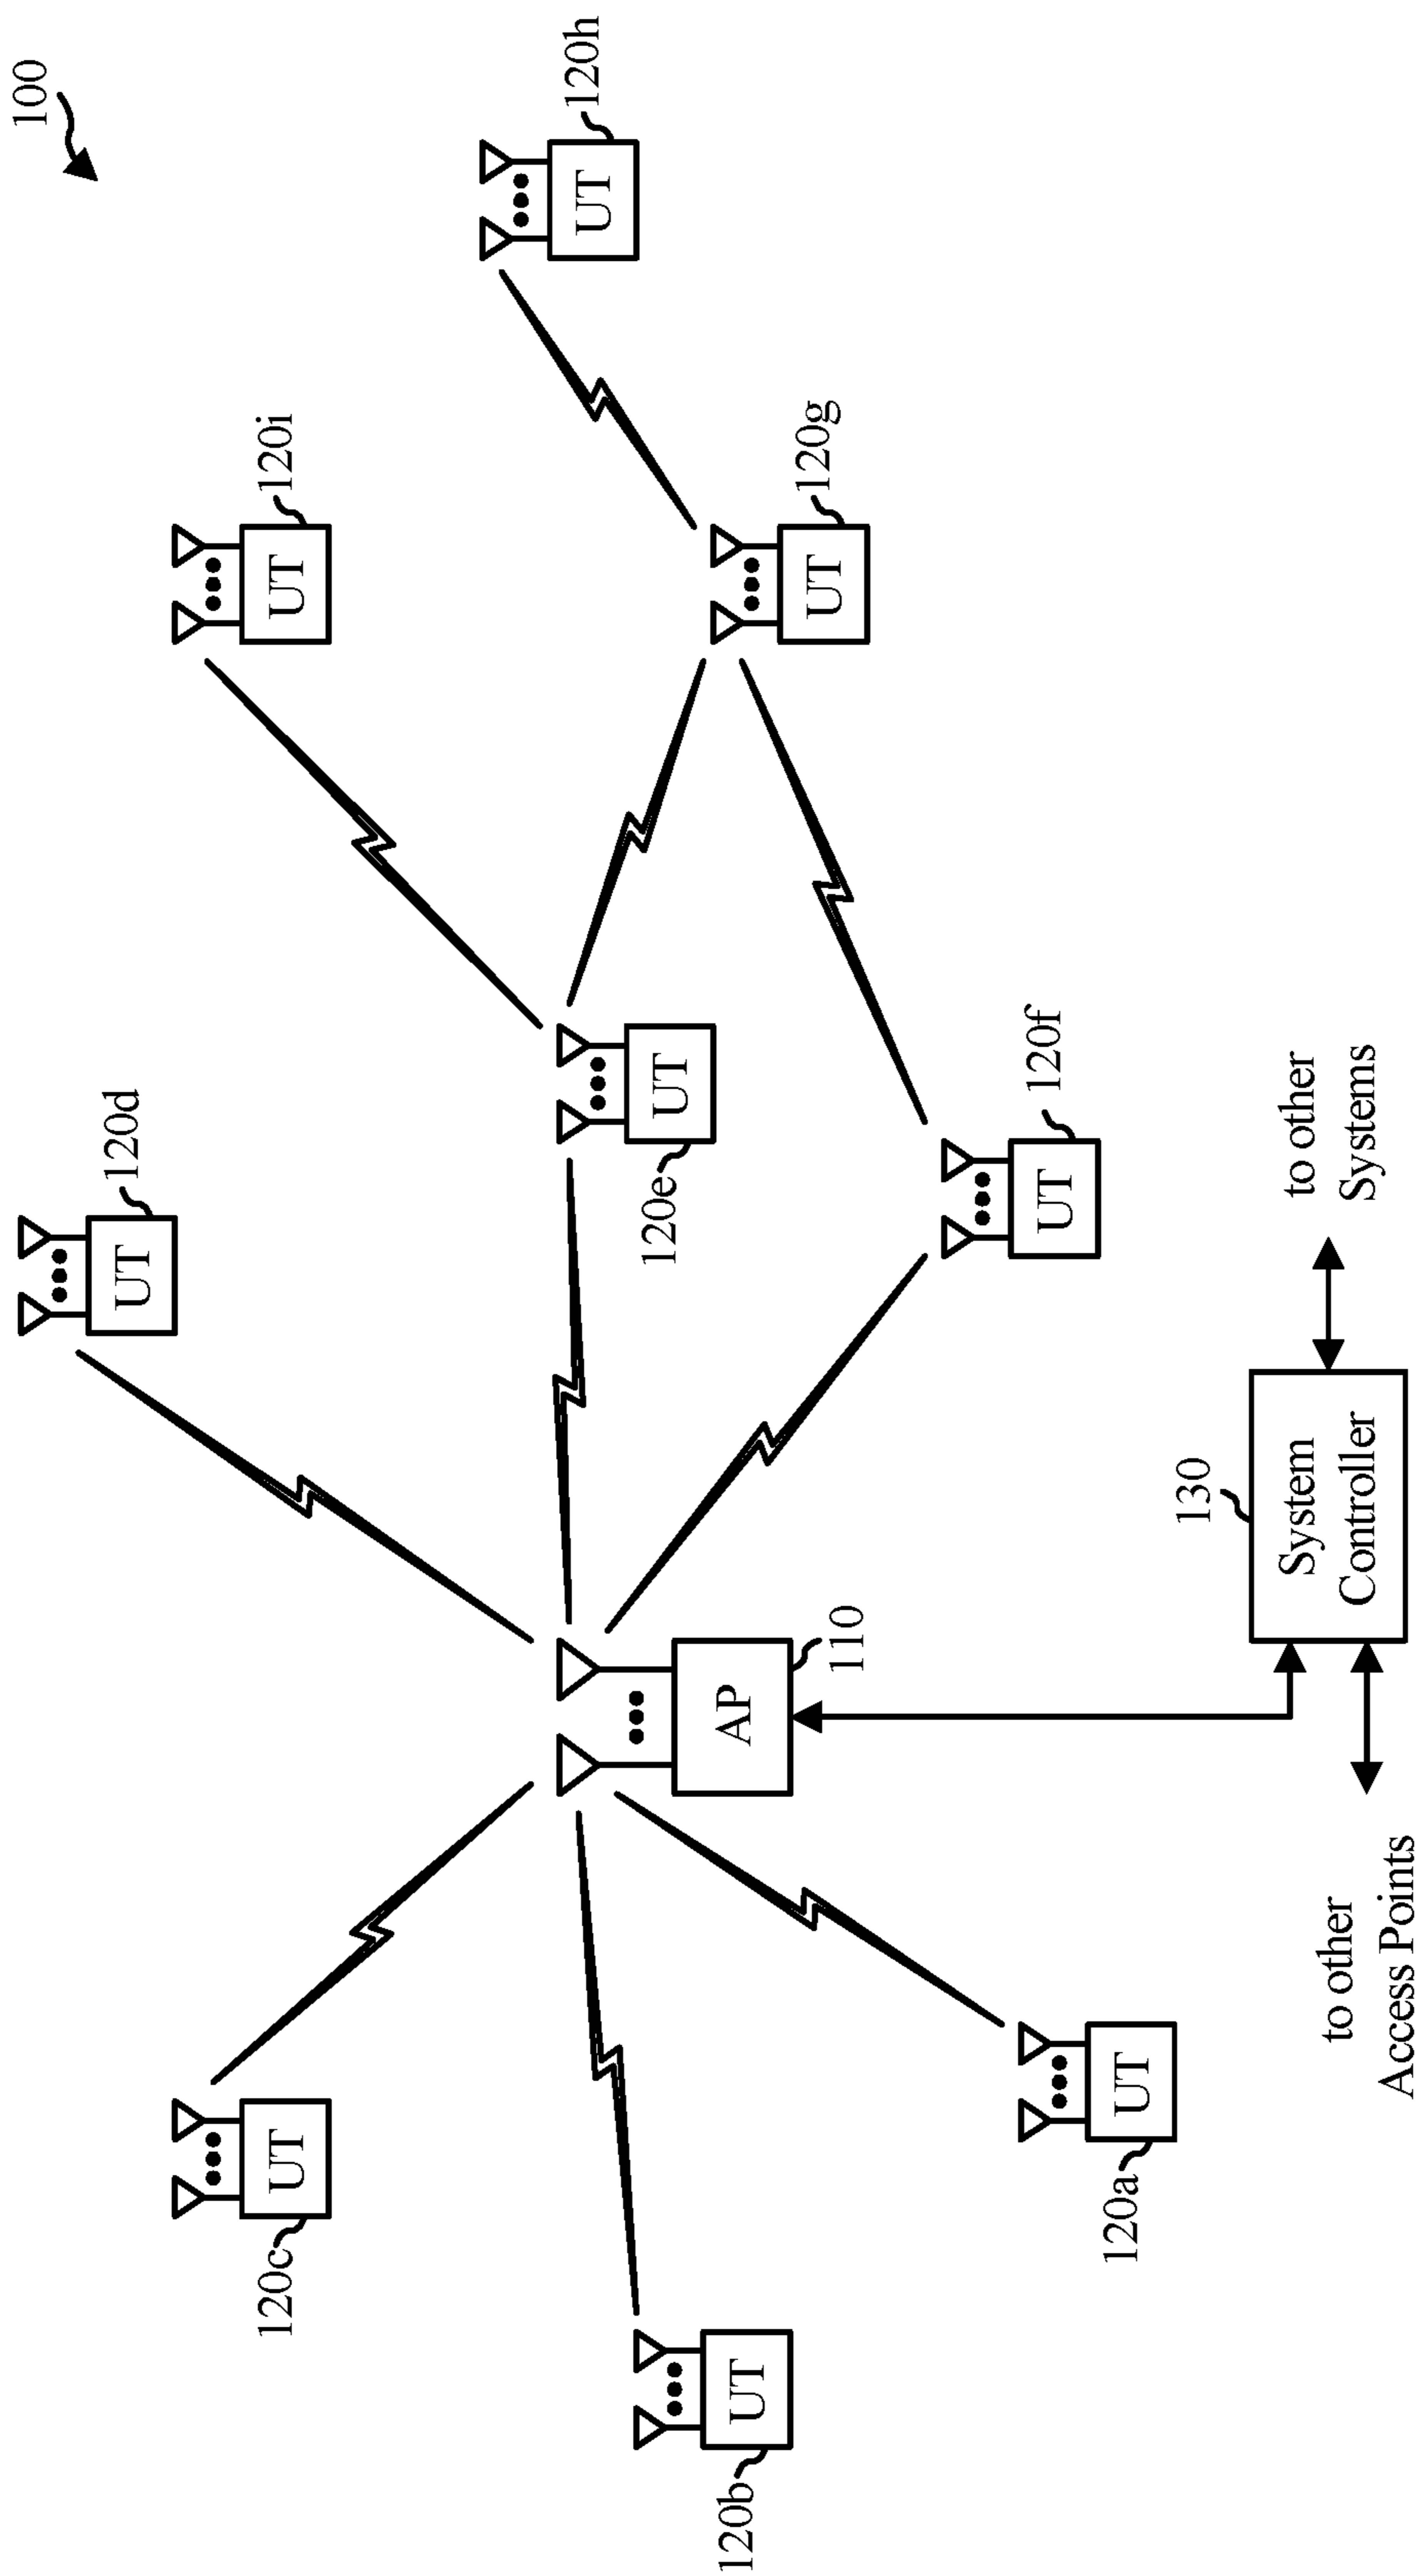 100
120d
UT
120i
UT
120c
UT
120h
UT
120e
UT
120g
UT
120b
UT
AP
110
120f
UT
120a
UT
130
System
Controller
to other
Systems
to other
Access Points